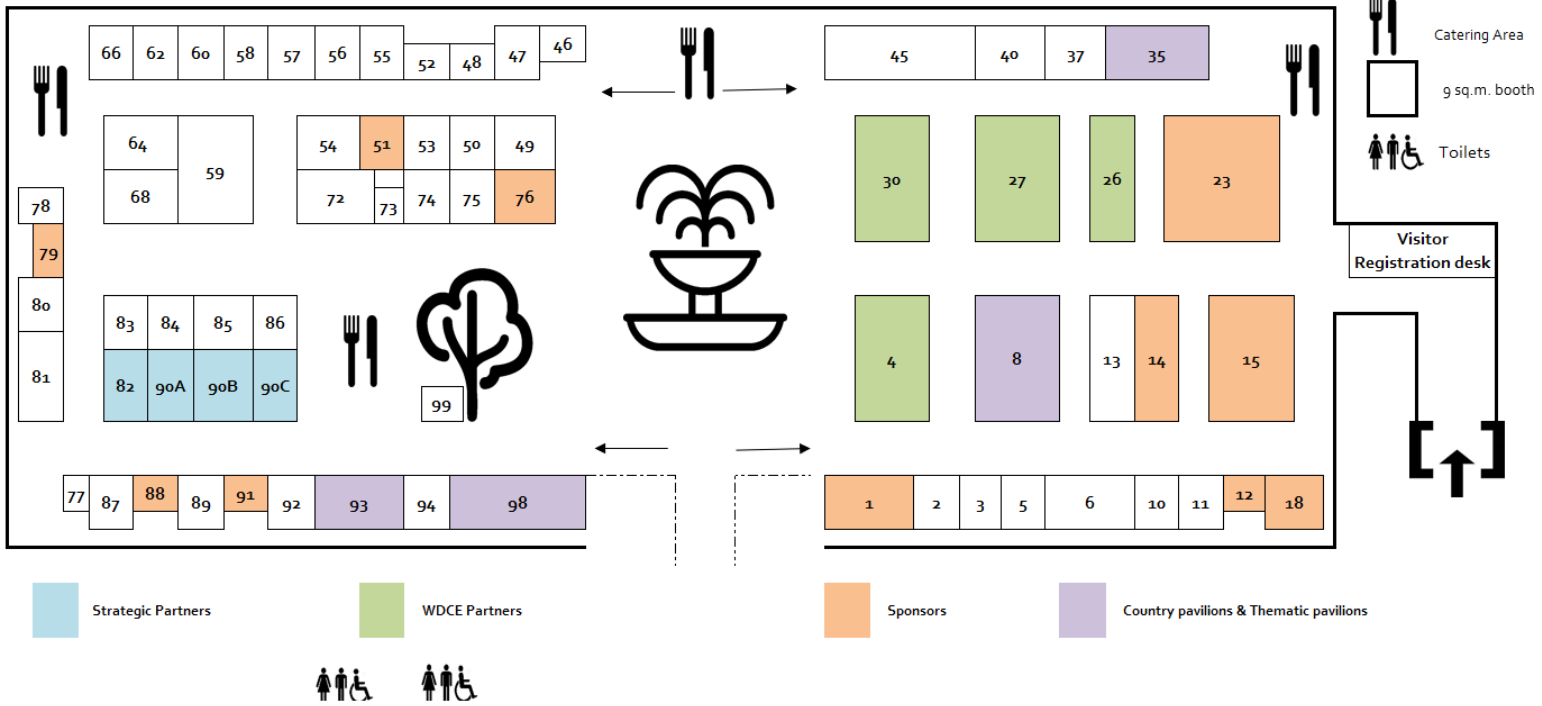 66 62 60 58 57 56 55 52 48 47 46
45 40 37 35
Catering Area
9 sq.m. booth
Toilets
64 59 54 51 53 50 49
68 72 73 74 75 76
30 27 26 23
78
79
80
81
Visitor
Registration desk
83 84 85 86
82 90A 90B 90C
99
4 8 13 14 15
77 87 88 89 91 92 93 94 98
1 2 3 5 6 10 11 12 18
Strategic Partners
WDCE Partners
Sponsors
Country pavilions & Thematic pavilions